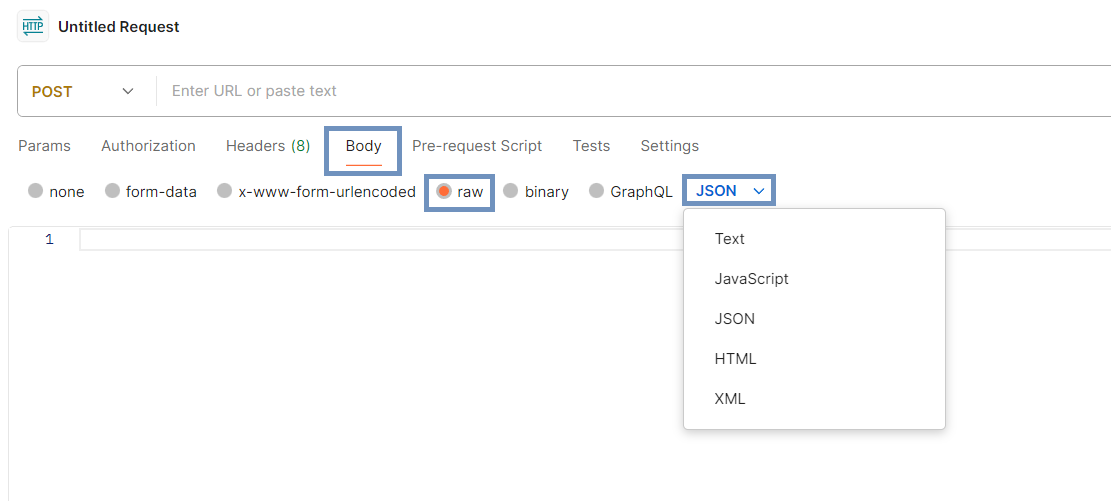 HTTP Untitled Request
POST Enter URL or paste text
Params Authorization Headers (8) Body Pre-request Script Tests Settings
none form-data x-www-form-urlencoded raw binary GraphQL JSON
1
Text
JavaScript
JSON
HTML
XML